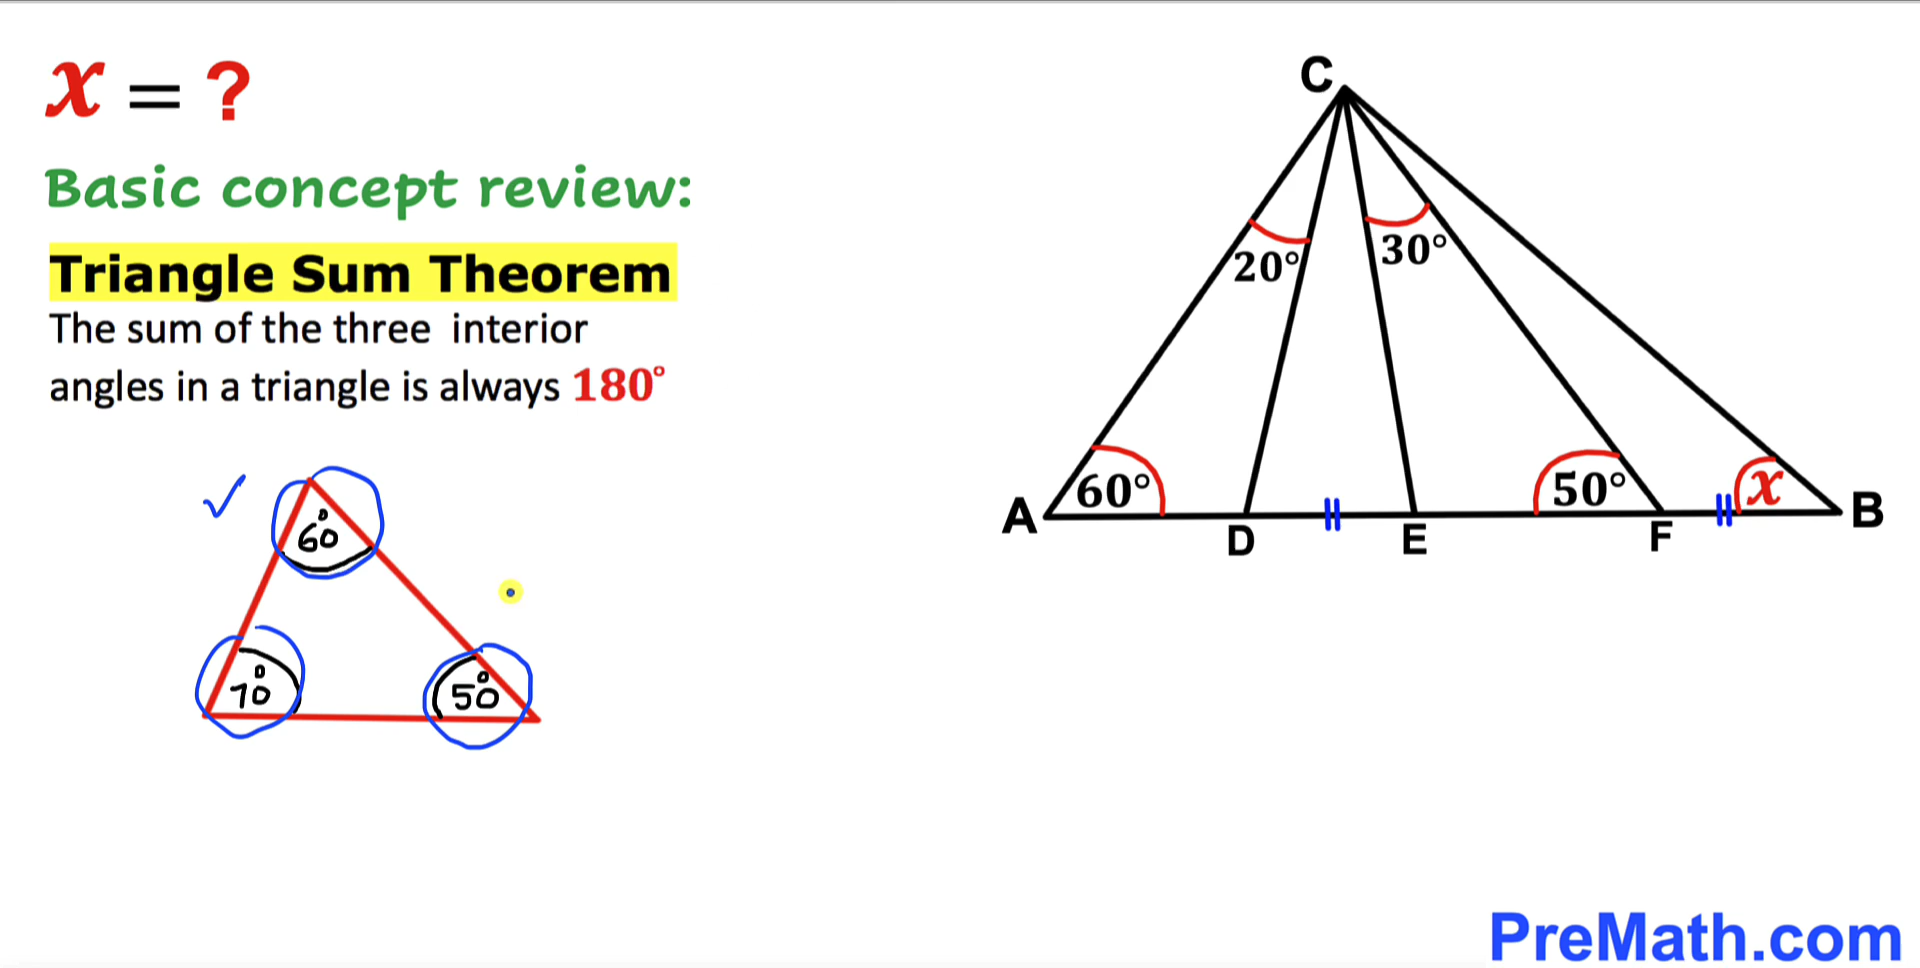 x = ?
Basic concept review:
Triangle Sum Theorem
The sum of the three interior
angles in a triangle is always 180°
60°
70°
50°
C
20°
30°
60°
50°
x
A
D
E
F
B
PreMath.com